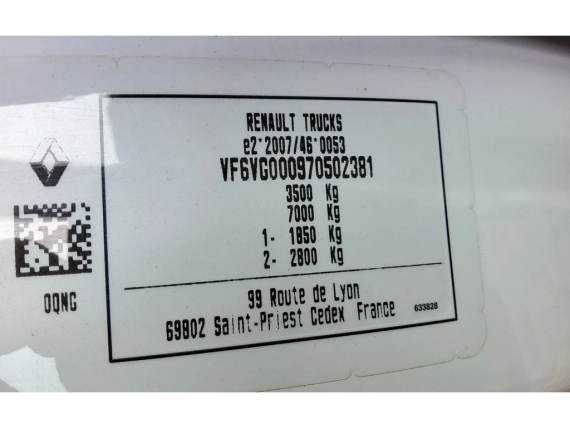 RENAULT TRUCKS
e2*2007/46*0053
VF6VG000970502381
3500 Kg
7000 Kg
1- 1850 Kg
2- 2800 Kg
0QNG
99 Route de Lyon
69802 Saint-Priest Cedex France
633828